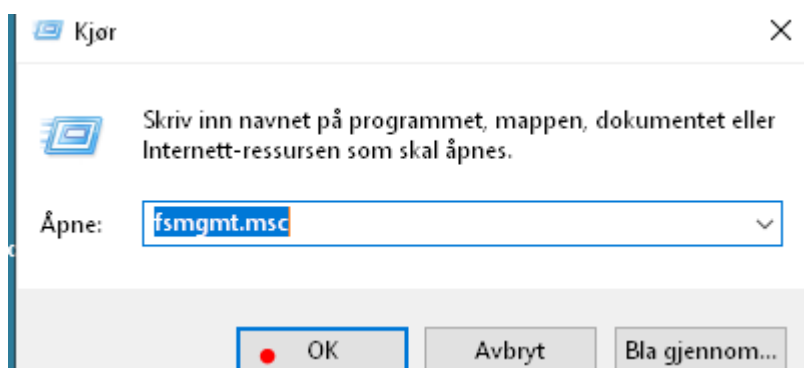 Kjør
Skriv inn navnet på programmet, mappen, dokumentet eller
Internett-ressursen som skal åpnes.
Åpne: fsmgmt.msc
OK Avbryt Bla gjennom...